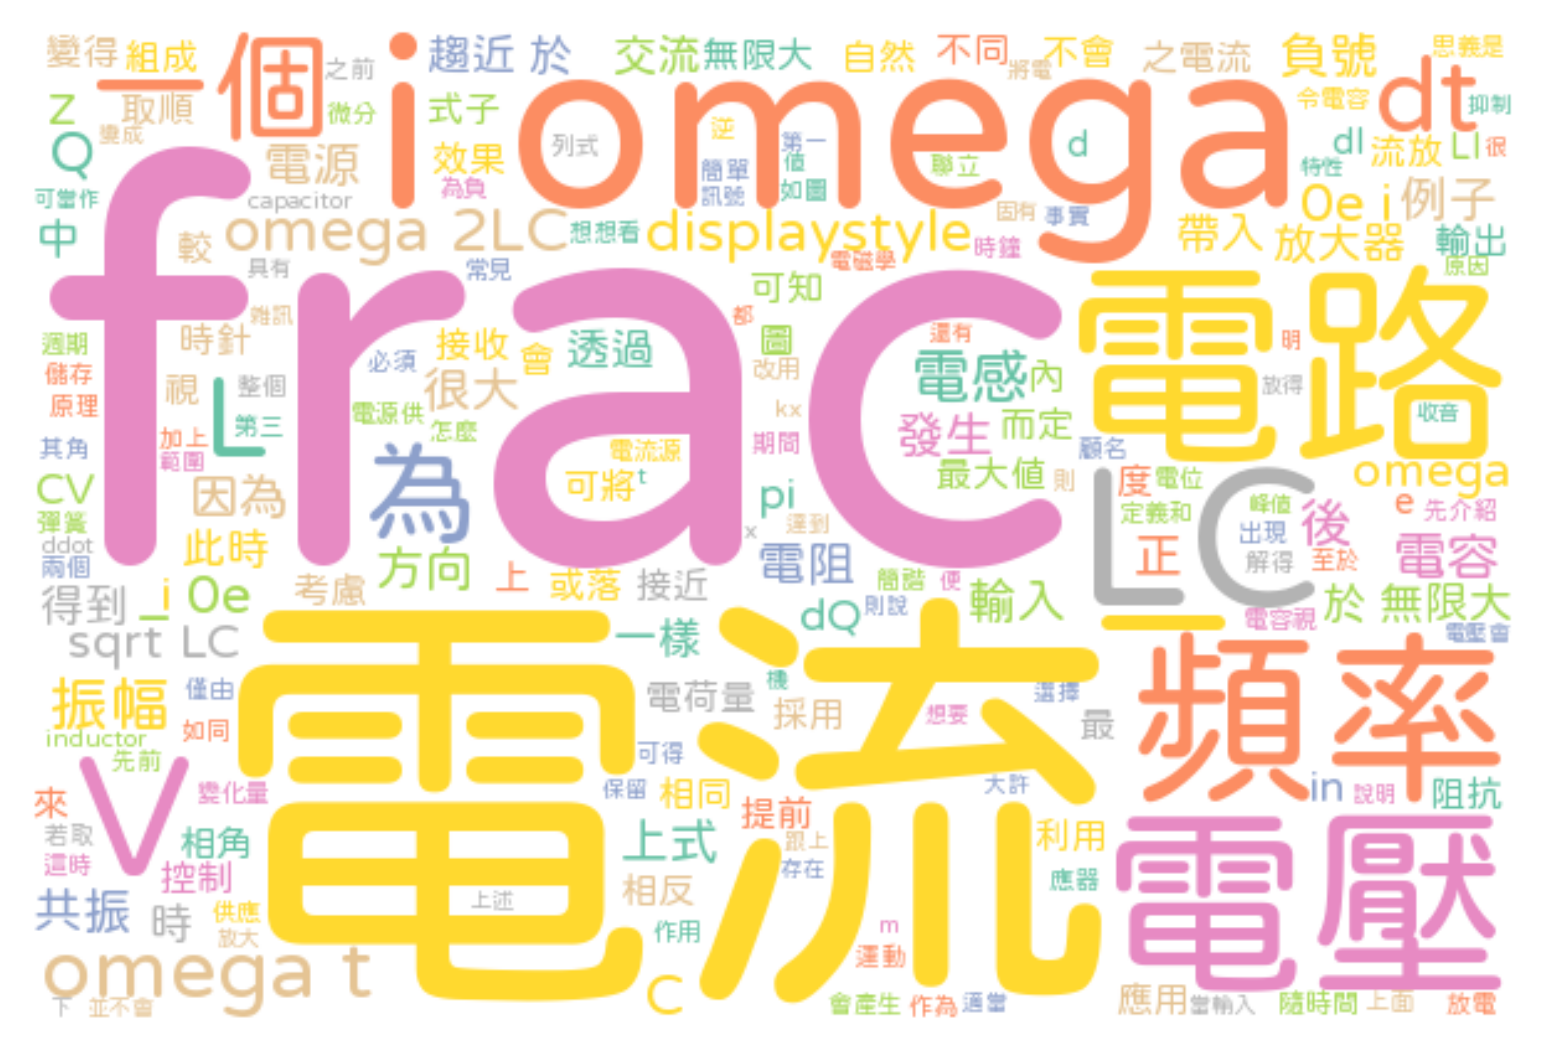 變得 組成 一個 之前 i omega 趨近 於 交流 無限大 自然 不同 將電 不會 之電流 負號 思義是
Z 取順 微分 式子 令電容 dt 抑制
Q 變成 電源 效果 列式 逆 第一 值 d dI 流放 LI 很
可當作 capacitor 為負 簡單 訊號 如圖 聯立 特性 0e i 例子
中 較 omega 2LC 想想看 displaystyle 固有 事實 時鐘 帶入 放大器 輸出
具有 常見 frac 可知 電磁學 原因
週期 時針 雜訊 接收 會 透過 都 圖 還有 電路 明
儲存 視 L 整個 必須 很大 改用 電感 內 放得
原理 第三 電源供 怎麼 kx 發生 而定 收音
其角 加上 範圍 為 電流源 期間 顧名
CV 因為 可將 t pi 最大值 則 LC 度 電位 omega
彈簧 達到 定義和 峰值 後 e 先介紹
ddot 此時 方向 x 電阻 正 出現 電容
兩個 考慮 上 或落 接近 簡諧 便 輸入 解得 至於
得到 _i 0e dQ 則說 _ 電容視 於 無限大
sqrt LC 電流 一樣 電壓會
振幅 僅由 電荷量 機 選擇 頻率
inductor 如同 採用 想要 最
先前 V 可得
來 變化量 保留 相同 大許 in 說明 阻抗
若取 相角 提前 上式 跟上 利用 電壓
這時 控制 存在 應器
共振 時 供應 上述 相反
放大 作用 m
omega t C 運動
下 並不會 會產生 作為 適當 應用 當輸入 隨時間 上面 放電